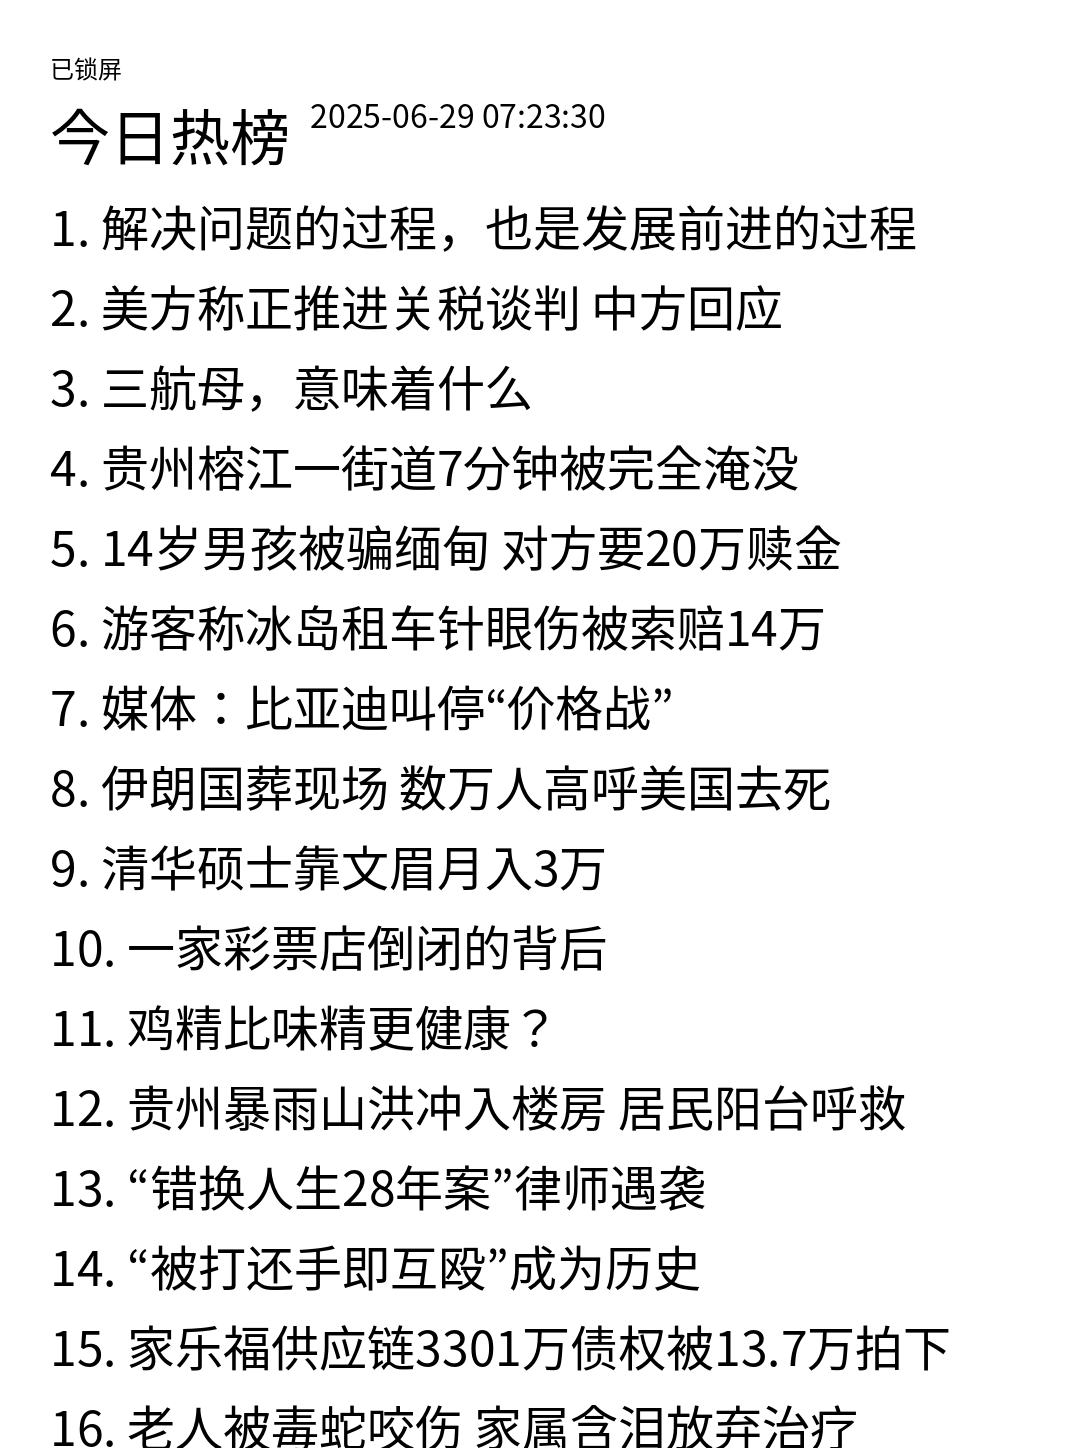 已锁屏
今日热榜 2025-06-29 07:23:30
1. 解决问题的过程，也是发展前进的过程
2. 美方称正推进关税谈判 中方回应
3. 三航母，意味着什么
4. 贵州榕江一街道7分钟被完全淹没
5. 14岁男孩被骗缅甸 对方要20万赎金
6. 游客称冰岛租车针眼伤被索赔14万
7. 媒体：比亚迪叫停“价格战”
8. 伊朗国葬现场 数万人高呼美国去死
9. 清华硕士靠文眉月入3万
10. 一家彩票店倒闭的背后
11. 鸡精比味精更健康？
12. 贵州暴雨山洪冲入楼房 居民阳台呼救
13. “错换人生28年案”律师遇袭
14. “被打还手即互殴”成为历史
15. 家乐福供应链3301万债权被13.7万拍下
16. 老人被毒蛇咬伤 家属含泪放弃治疗